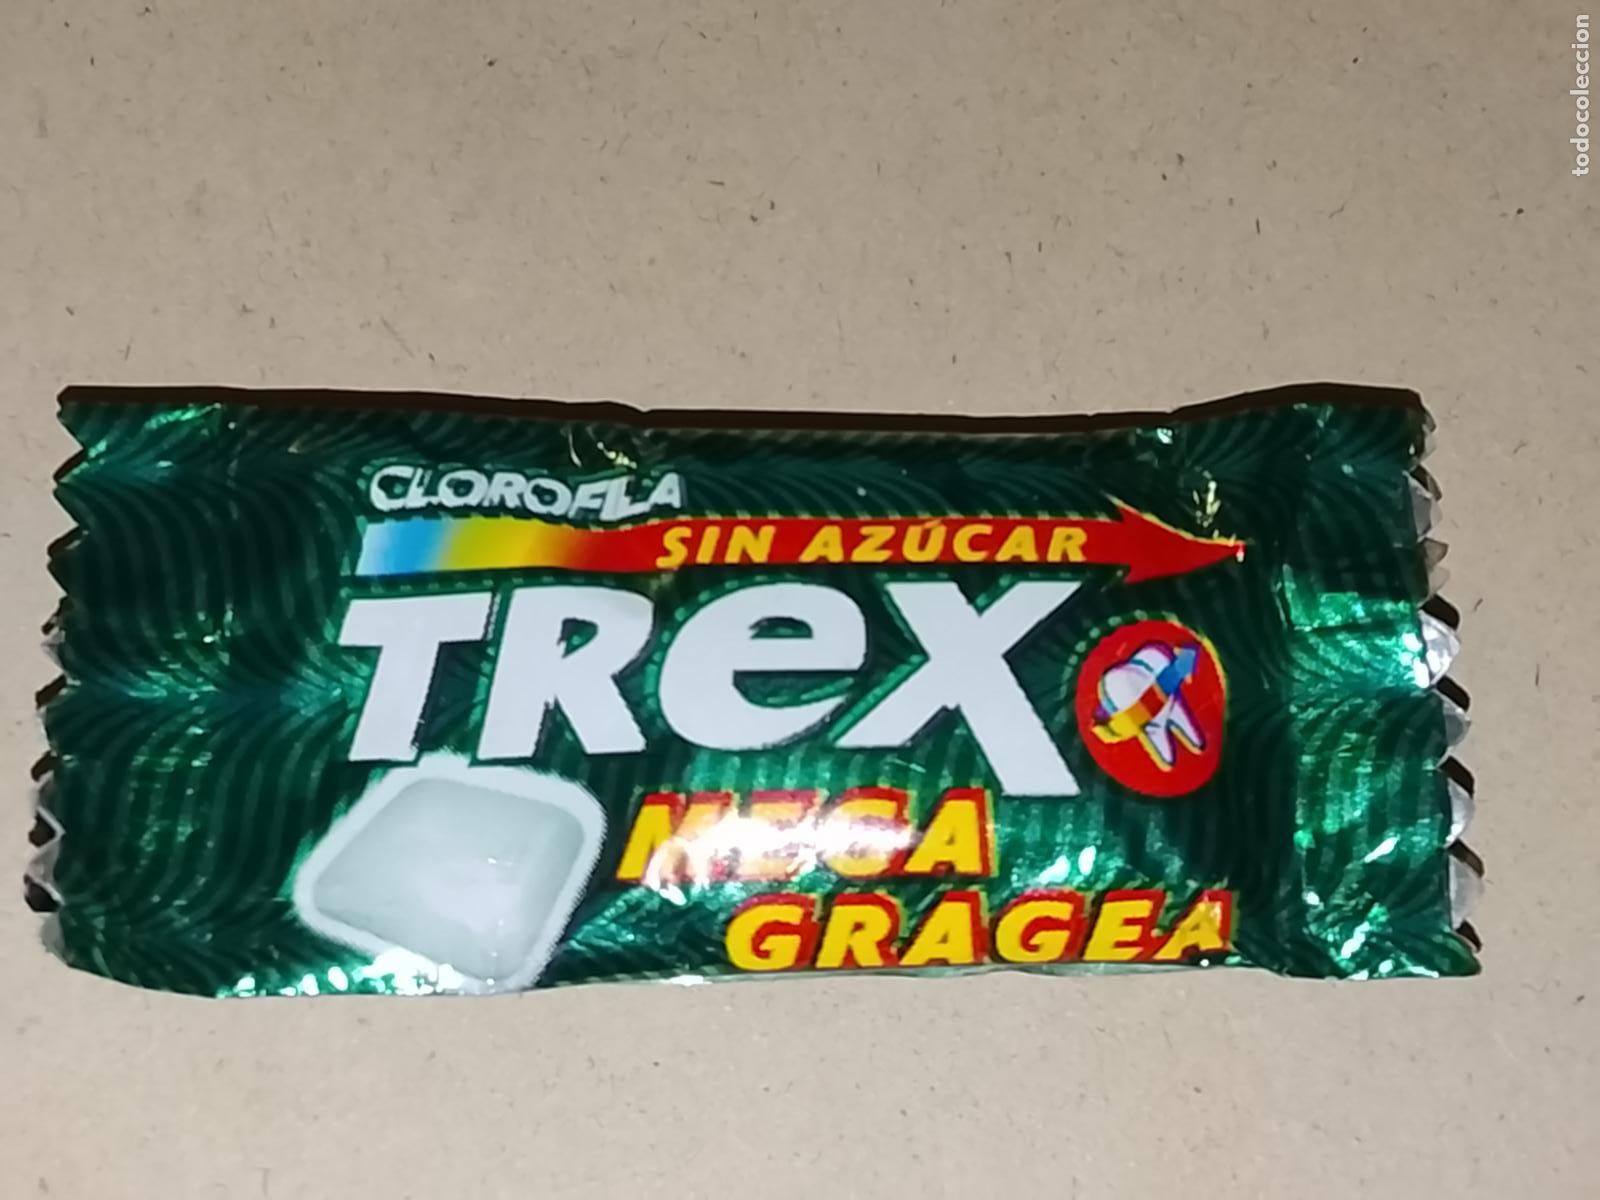 CLOROFILA
SIN AZÚCAR
TReX
MEGA
GRAGEA
todocoleccion